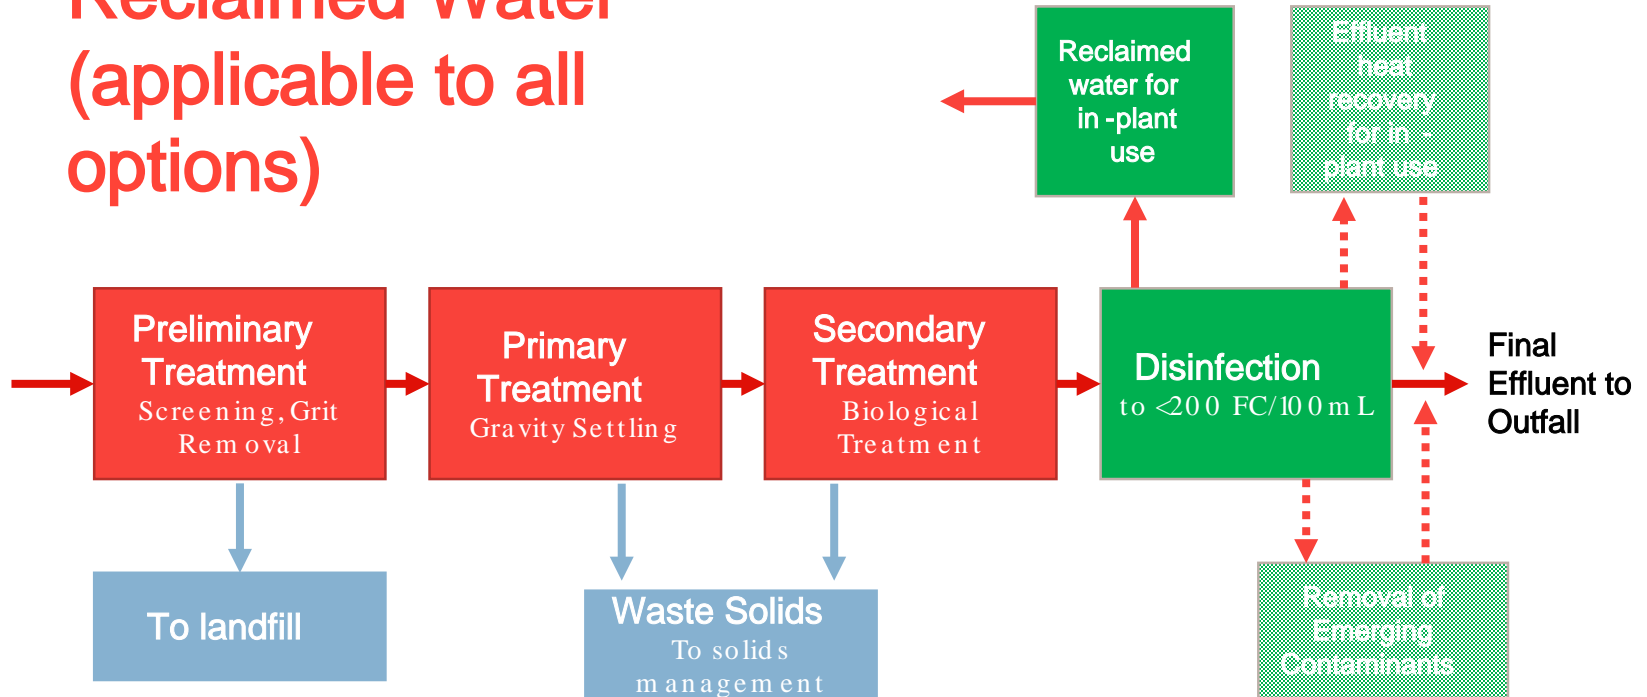 Reclaimed Water
(applicable to all
options)
Reclaimed
water for
in -plant
use
Effluent
heat
recovery
for in -
plant use
Preliminary
Treatment
Screening, Grit
Removal
Primary
Treatment
Gravity Settling
Secondary
Treatment
Biological
Treatment
Disinfection
to <200 FC/100mL
Final
Effluent to
Outfall
To landfill
Waste Solids
To solids
management
Removal of
Emerging
Contaminants